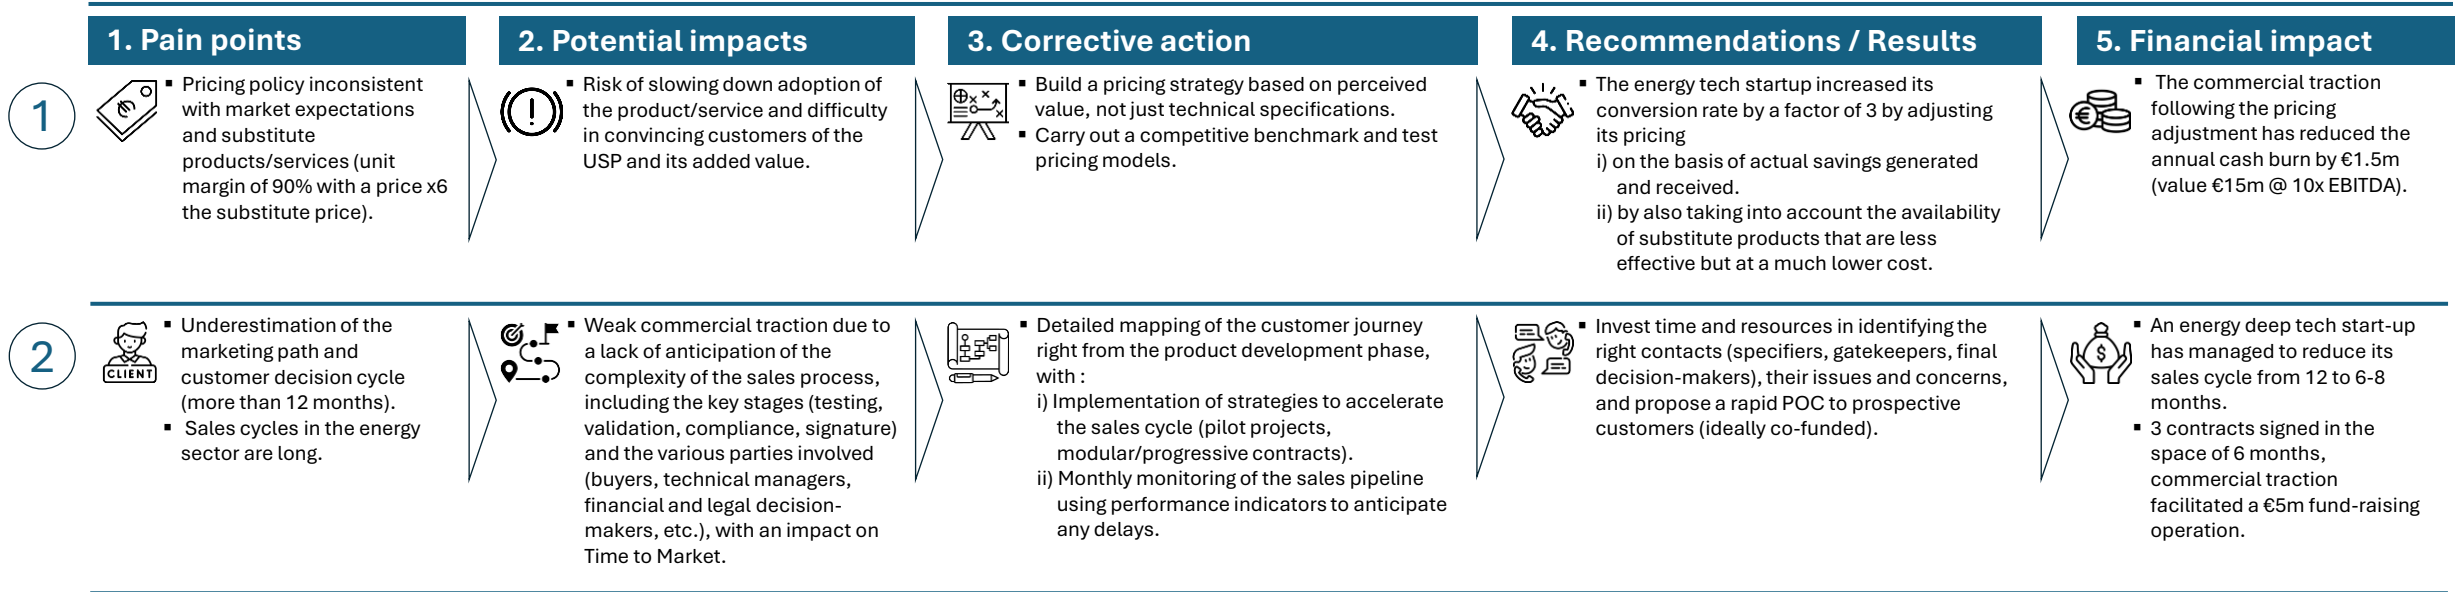 1. Pain points
2. Potential impacts
3. Corrective action
4. Recommendations / Results
5. Financial impact
1
▪ Pricing policy inconsistent
with market expectations
and substitute
products/services (unit
margin of 90% with a price x6
the substitute price).
▪ Risk of slowing down adoption of
the product/service and difficulty
in convincing customers of the
USP and its added value.
▪ Build a pricing strategy based on perceived
value, not just technical specifications.
▪ Carry out a competitive benchmark and test
pricing models.
▪ The energy tech startup increased its
conversion rate by a factor of 3 by adjusting
its pricing
i) on the basis of actual savings generated
and received.
ii) by also taking into account the availability
of substitute products that are less
effective but at a much lower cost.
▪ The commercial traction
following the pricing
adjustment has reduced the
annual cash burn by €1.5m
(value €15m @ 10x EBITDA).
2
CLIENT
▪ Underestimation of the
marketing path and
customer decision cycle
(more than 12 months).
▪ Sales cycles in the energy
sector are long.
▪ Weak commercial traction due to
a lack of anticipation of the
complexity of the sales process,
including the key stages (testing,
validation, compliance, signature)
and the various parties involved
(buyers, technical managers,
financial and legal decision-
makers, etc.), with an impact on
Time to Market.
▪ Detailed mapping of the customer journey
right from the product development phase,
with :
i) Implementation of strategies to accelerate
the sales cycle (pilot projects,
modular/progressive contracts).
ii) Monthly monitoring of the sales pipeline
using performance indicators to anticipate
any delays.
▪ Invest time and resources in identifying the
right contacts (specifiers, gatekeepers, final
decision-makers), their issues and concerns,
and propose a rapid POC to prospective
customers (ideally co-funded).
$
▪ An energy deep tech start-up
has managed to reduce its
sales cycle from 12 to 6-8
months.
▪ 3 contracts signed in the
space of 6 months,
commercial traction
facilitated a €5m fund-raising
operation.